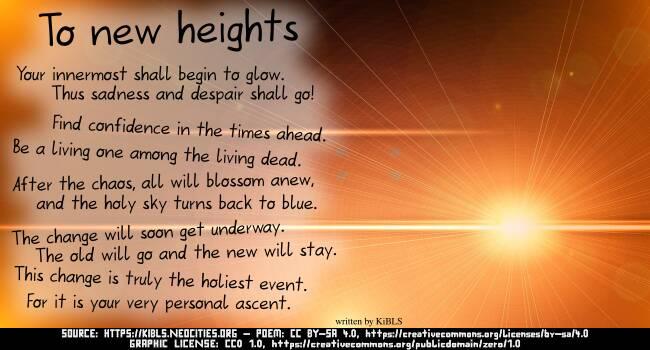 To new heights
Your innermost shall begin to glow.
Thus sadness and despair shall go!
Find confidence in the times ahead.
Be a living one among the living dead.
After the chaos, all will blossom anew,
and the holy sky turns back to blue.
The change will soon get underway.
The old will go and the new will stay.
This change is truly the holiest event.
For it is your very personal ascent.
written by KiBLS
SOURCE: HTTPS://KIBLS.NEOCITIES.ORG – POEM: CC BY-SA 4.0, https://creativecommons.org/licenses/by-sa/4.0
GRAPHIC LICENSE: CC0 1.0, https://creativecommons.org/publicdomain/zero/1.0